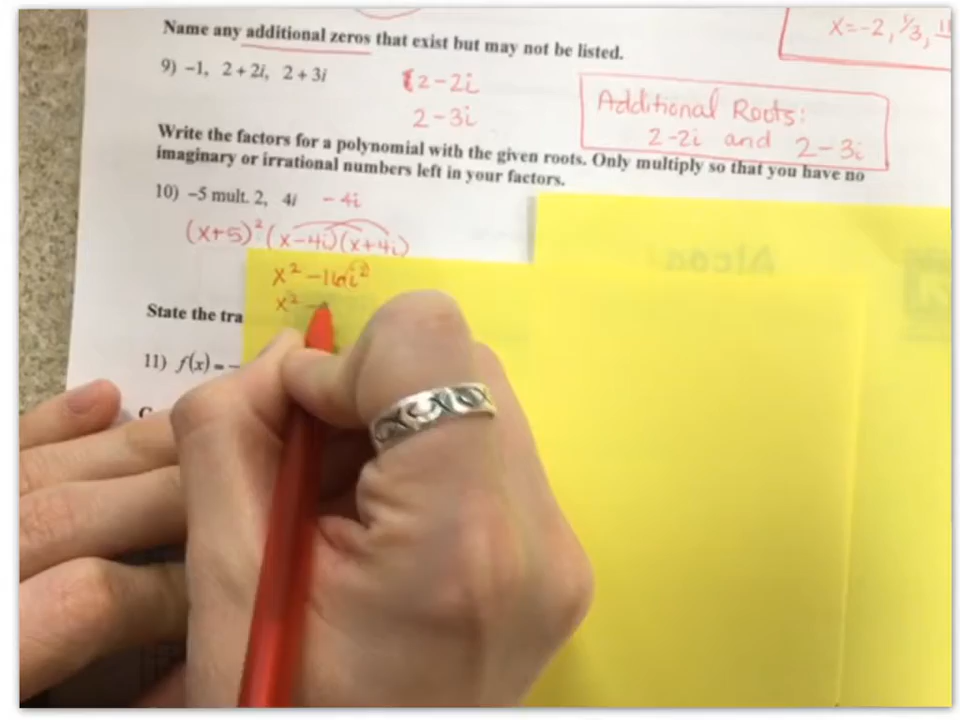 x=-2, 1/3,
Name any additional zeros that exist but may not be listed.
9) -1, 2 + 2i, 2 + 3i
2-2i
2-3i
Additional Roots:
2-2i and 2-3i
Write the factors for a polynomial with the given roots. Only multiply so that you have no
imaginary or irrational numbers left in your factors.
10) -5 mult. 2, 4i -4i
(x+5)²(x-4i)(x+4i)
x² -16i²
x² -
State the tra
11) f(x) = -